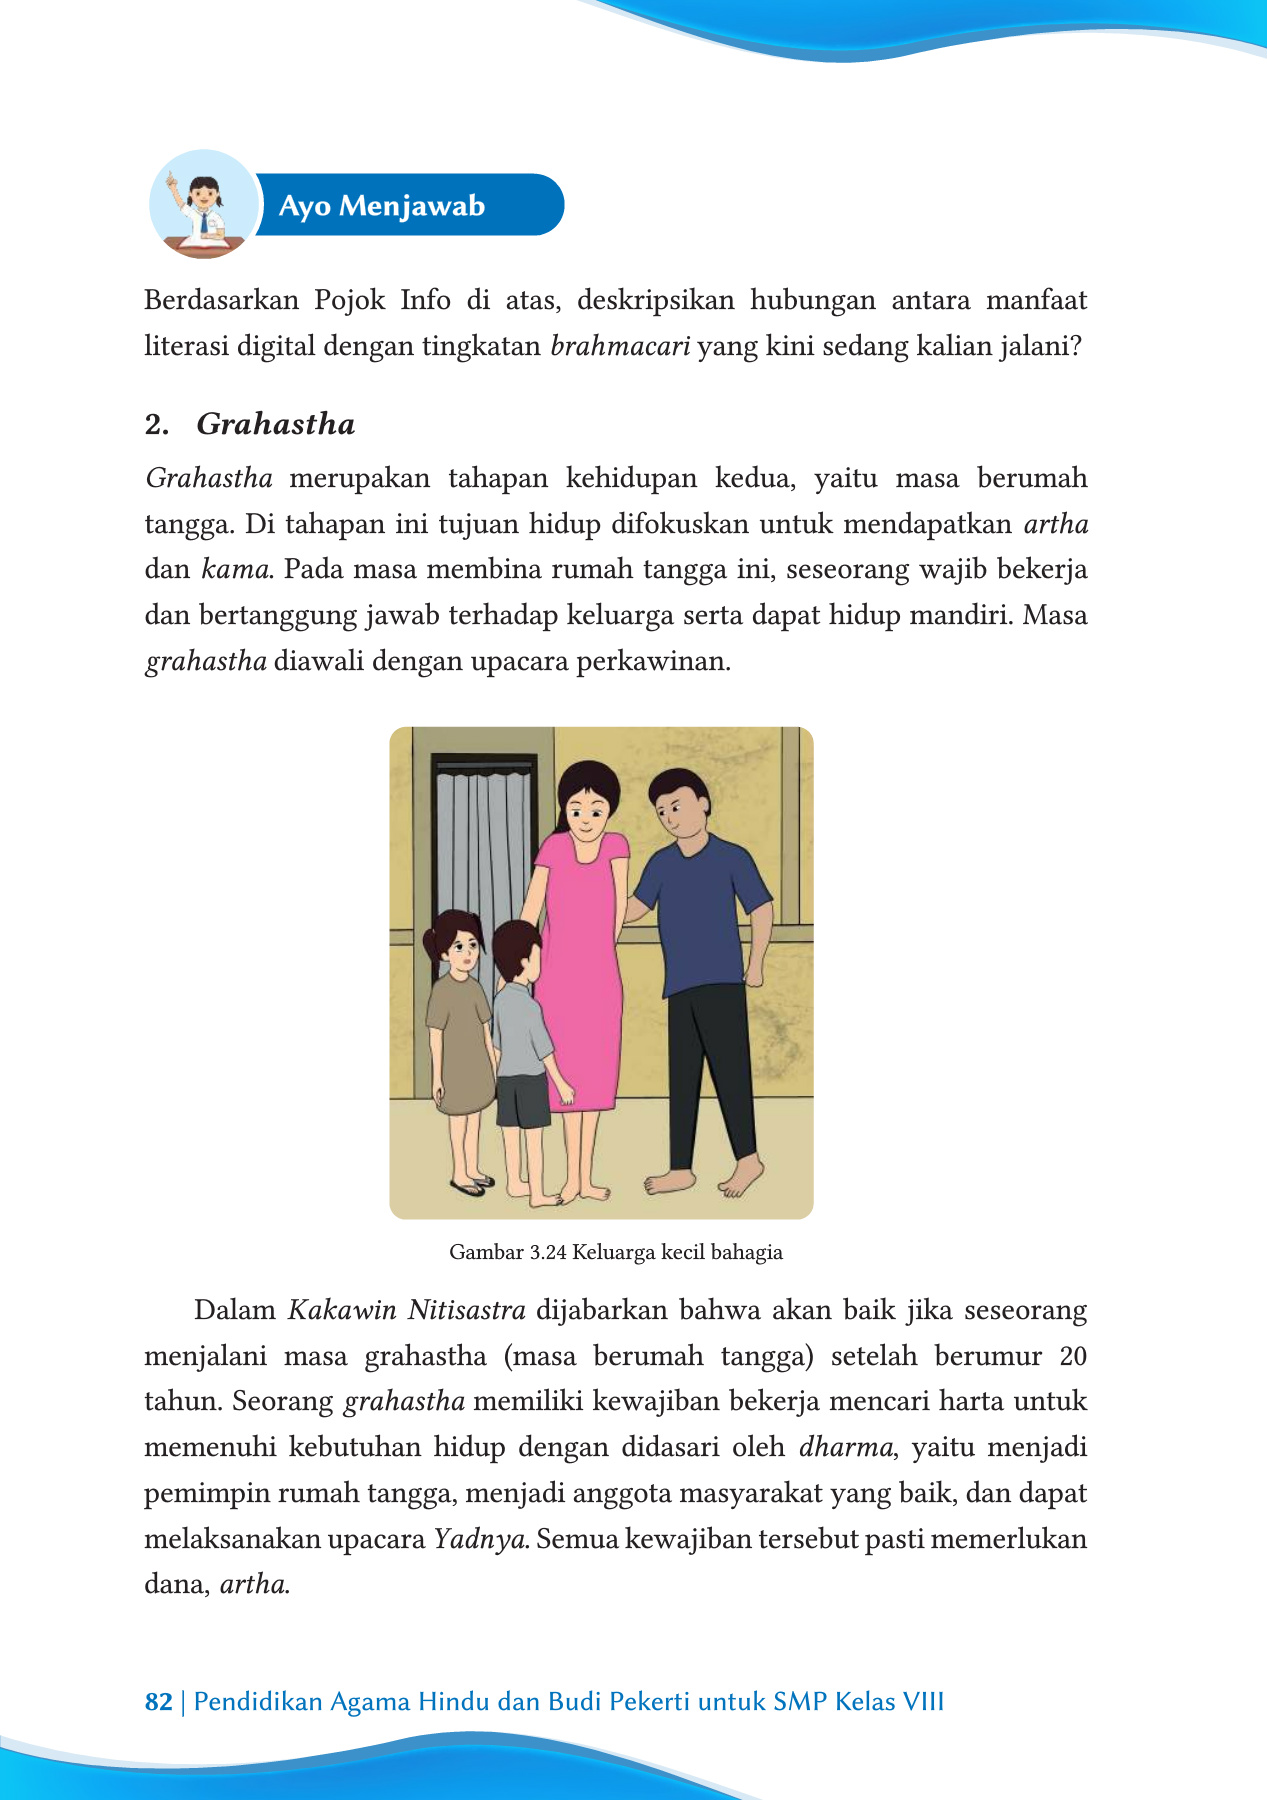 Ayo Menjawab
Berdasarkan Pojok Info di atas, deskripsikan hubungan antara manfaat
literasi digital dengan tingkatan brahmacari yang kini sedang kalian jalani?
2. Grahastha
Grahastha merupakan tahapan kehidupan kedua, yaitu masa berumah
tangga. Di tahapan ini tujuan hidup difokuskan untuk mendapatkan artha
dan kama. Pada masa membina rumah tangga ini, seseorang wajib bekerja
dan bertanggung jawab terhadap keluarga serta dapat hidup mandiri. Masa
grahastha diawali dengan upacara perkawinan.
Gambar 3.24 Keluarga kecil bahagia
Dalam Kakawin Nitisastra dijabarkan bahwa akan baik jika seseorang
menjalani masa grahastha (masa berumah tangga) setelah berumur 20
tahun. Seorang grahastha memiliki kewajiban bekerja mencari harta untuk
memenuhi kebutuhan hidup dengan didasari oleh dharma, yaitu menjadi
pemimpin rumah tangga, menjadi anggota masyarakat yang baik, dan dapat
melaksanakan upacara Yadnya. Semua kewajiban tersebut pasti memerlukan
dana, artha.
82 | Pendidikan Agama Hindu dan Budi Pekerti untuk SMP Kelas VIII